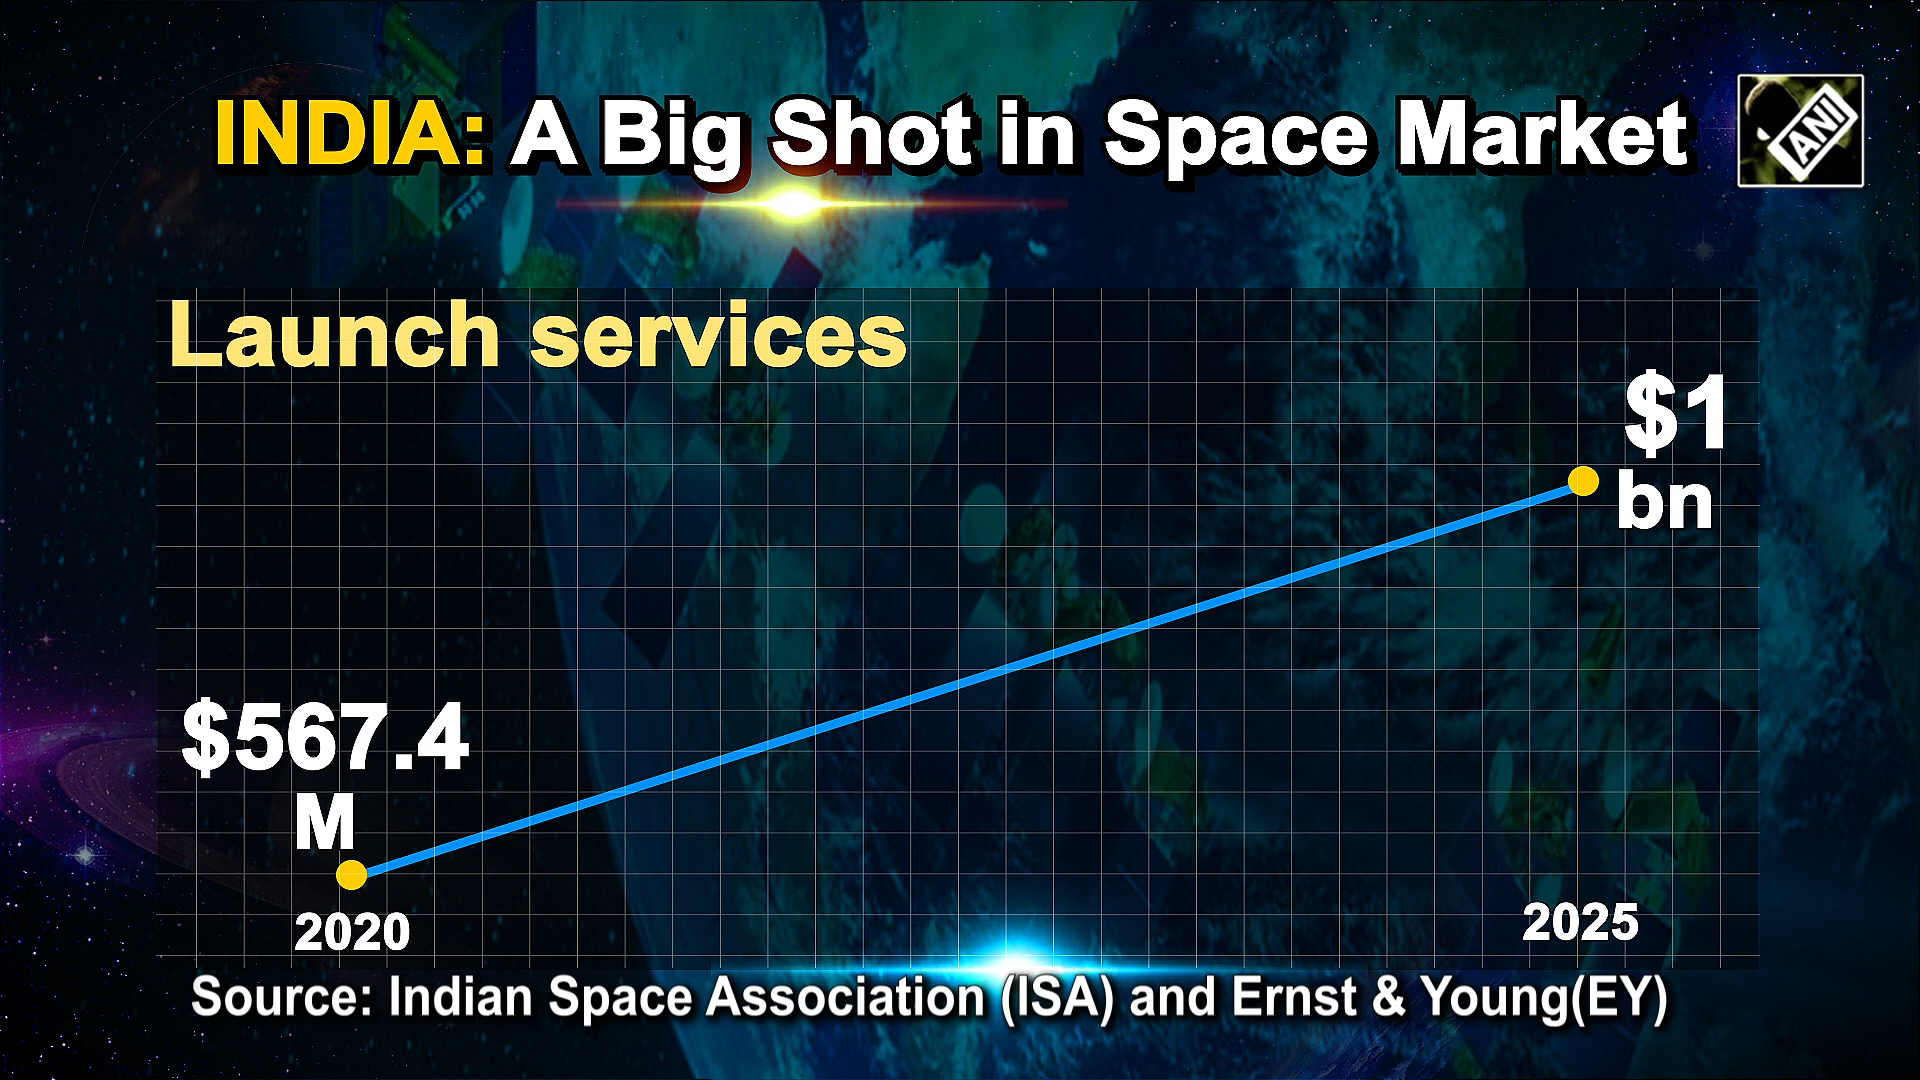 INDIA: A Big Shot in Space Market
ANI
Launch services
$1
bn
$567.4
M
2020
2025
Source: Indian Space Association (ISA) and Ernst & Young(EY)